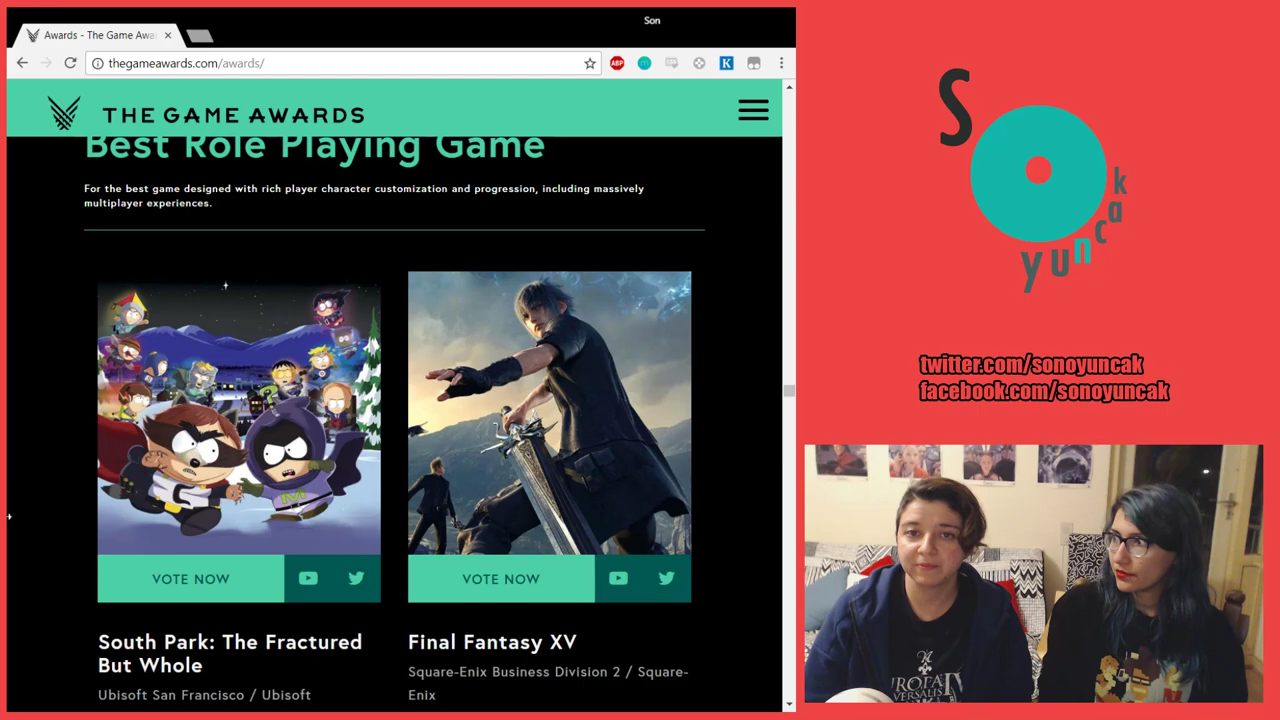 Son
Awards - The Game Awa
thegameawards.com/awards/
ABP
K
THE GAME AWARDS
Best Role Playing Game
For the best game designed with rich player character customization and progression, including massively
multiplayer experiences.
VOTE NOW
VOTE NOW
South Park: The Fractured
But Whole
Ubisoft San Francisco / Ubisoft
Final Fantasy XV
Square-Enix Business Division 2 / Square-
Enix
S
yuncak
twitter.com/sonoyuncak
facebook.com/sonoyuncak